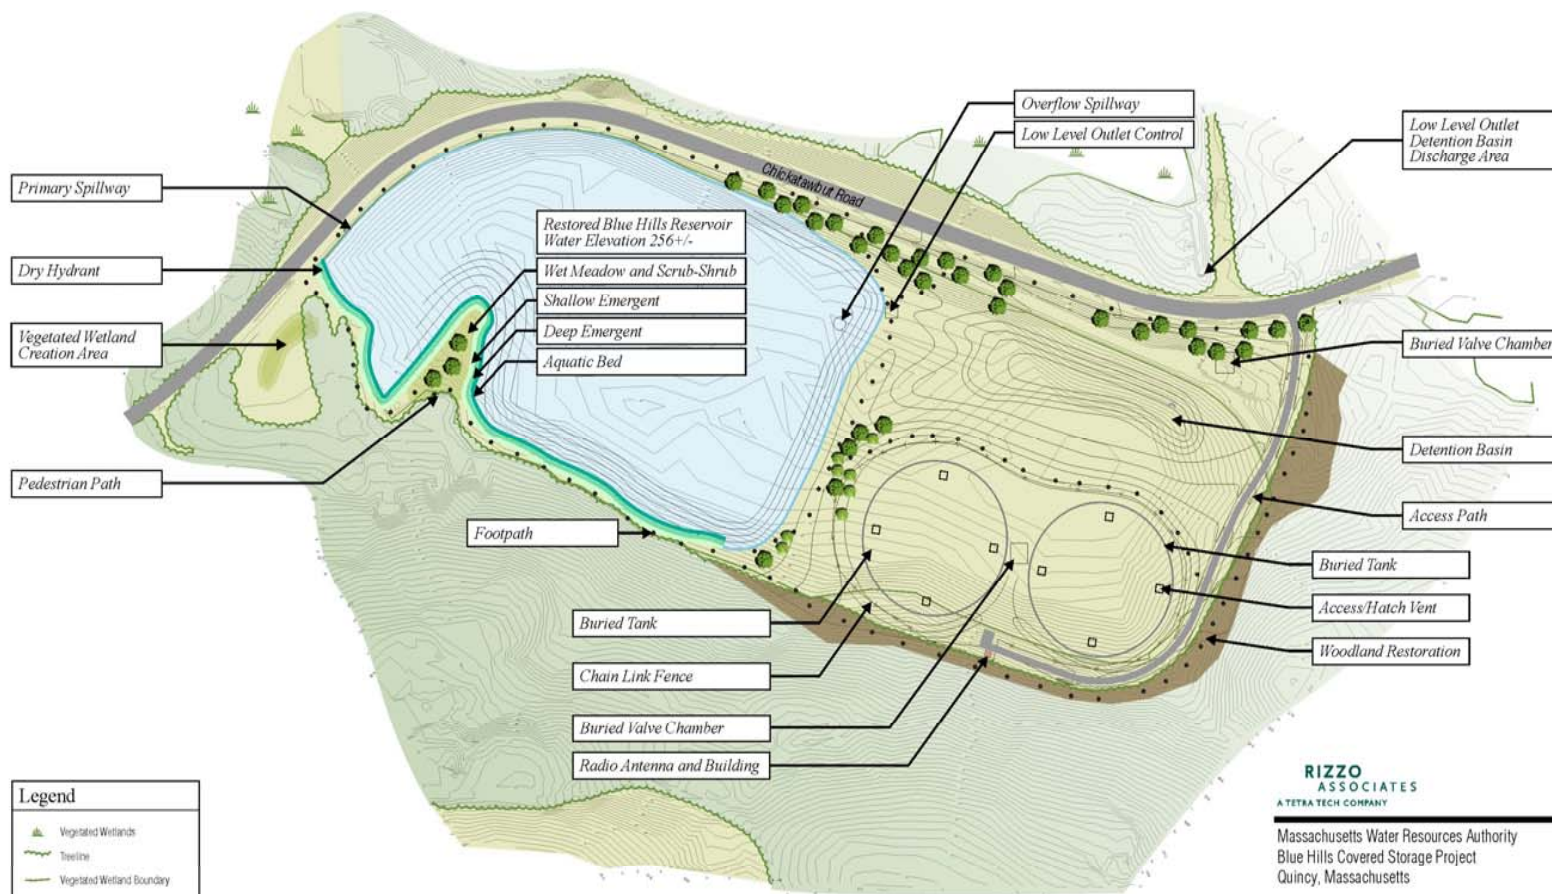 Overflow Spillway
Low Level Outlet Control
Low Level Outlet
Detention Basin
Discharge Area
Chickatawbut Road
Primary Spillway
Restored Blue Hills Reservoir
Water Elevation 256+/-
Dry Hydrant
Wet Meadow and Scrub-Shrub
Shallow Emergent
Vegetated Wetland
Creation Area
Deep Emergent
Aquatic Bed
Buried Valve Chamber
Detention Basin
Pedestrian Path
Access Path
Footpath
Buried Tank
Access/Hatch Vent
Buried Tank
Woodland Restoration
Chain Link Fence
Buried Valve Chamber
Radio Antenna and Building
Legend
Vegetated Wetlands
Treeline
Vegetated Wetland Boundary
RIZZO
ASSOCIATES
A TETRA TECH COMPANY
Massachusetts Water Resources Authority
Blue Hills Covered Storage Project
Quincy, Massachusetts